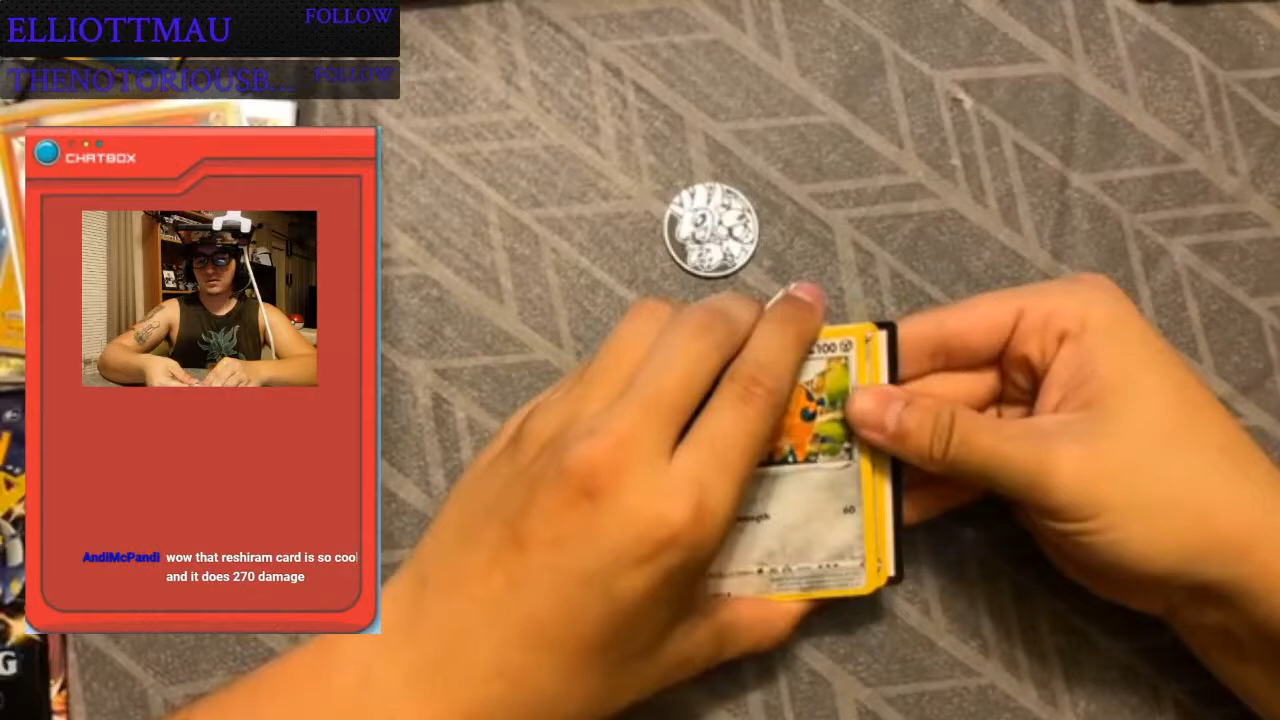 ELLIOTTMAU FOLLOW
THENOTORIOUSB... FOLLOW
CHATBOX
AndiMcPandi wow that reshiram card is so cool
and it does 270 damage
100
60
G